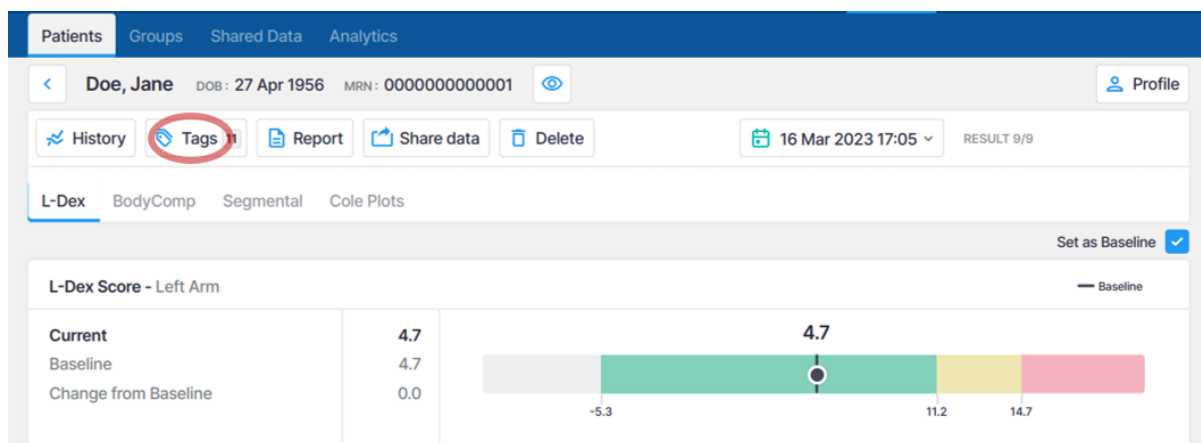 Patients Groups Shared Data Analytics
Doe, Jane DOB: 27 Apr 1956 MRN: 0000000000001 Profile
History Tags 11 Report Share data Delete 16 Mar 2023 17:05 RESULT 9/9
L-Dex BodyComp Segmental Cole Plots
Set as Baseline
L-Dex Score - Left Arm Baseline
Current 4.7 4.7
Baseline 4.7
Change from Baseline 0.0
-5.3 11.2 14.7